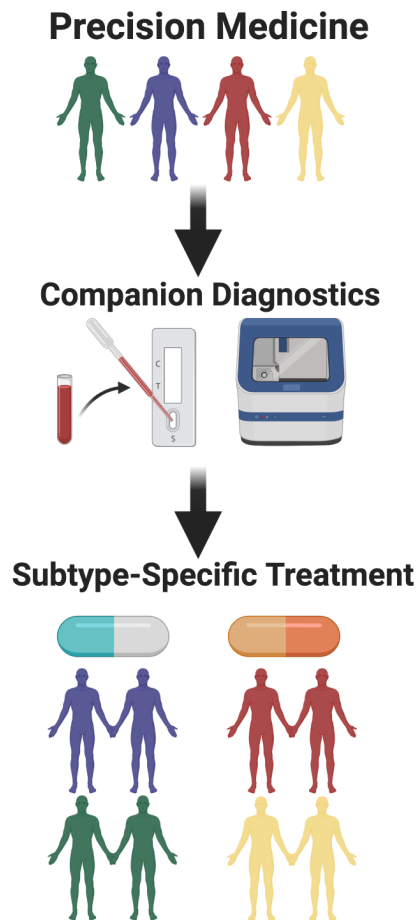 Precision Medicine
Companion Diagnostics
C
T
S
Subtype-Specific Treatment